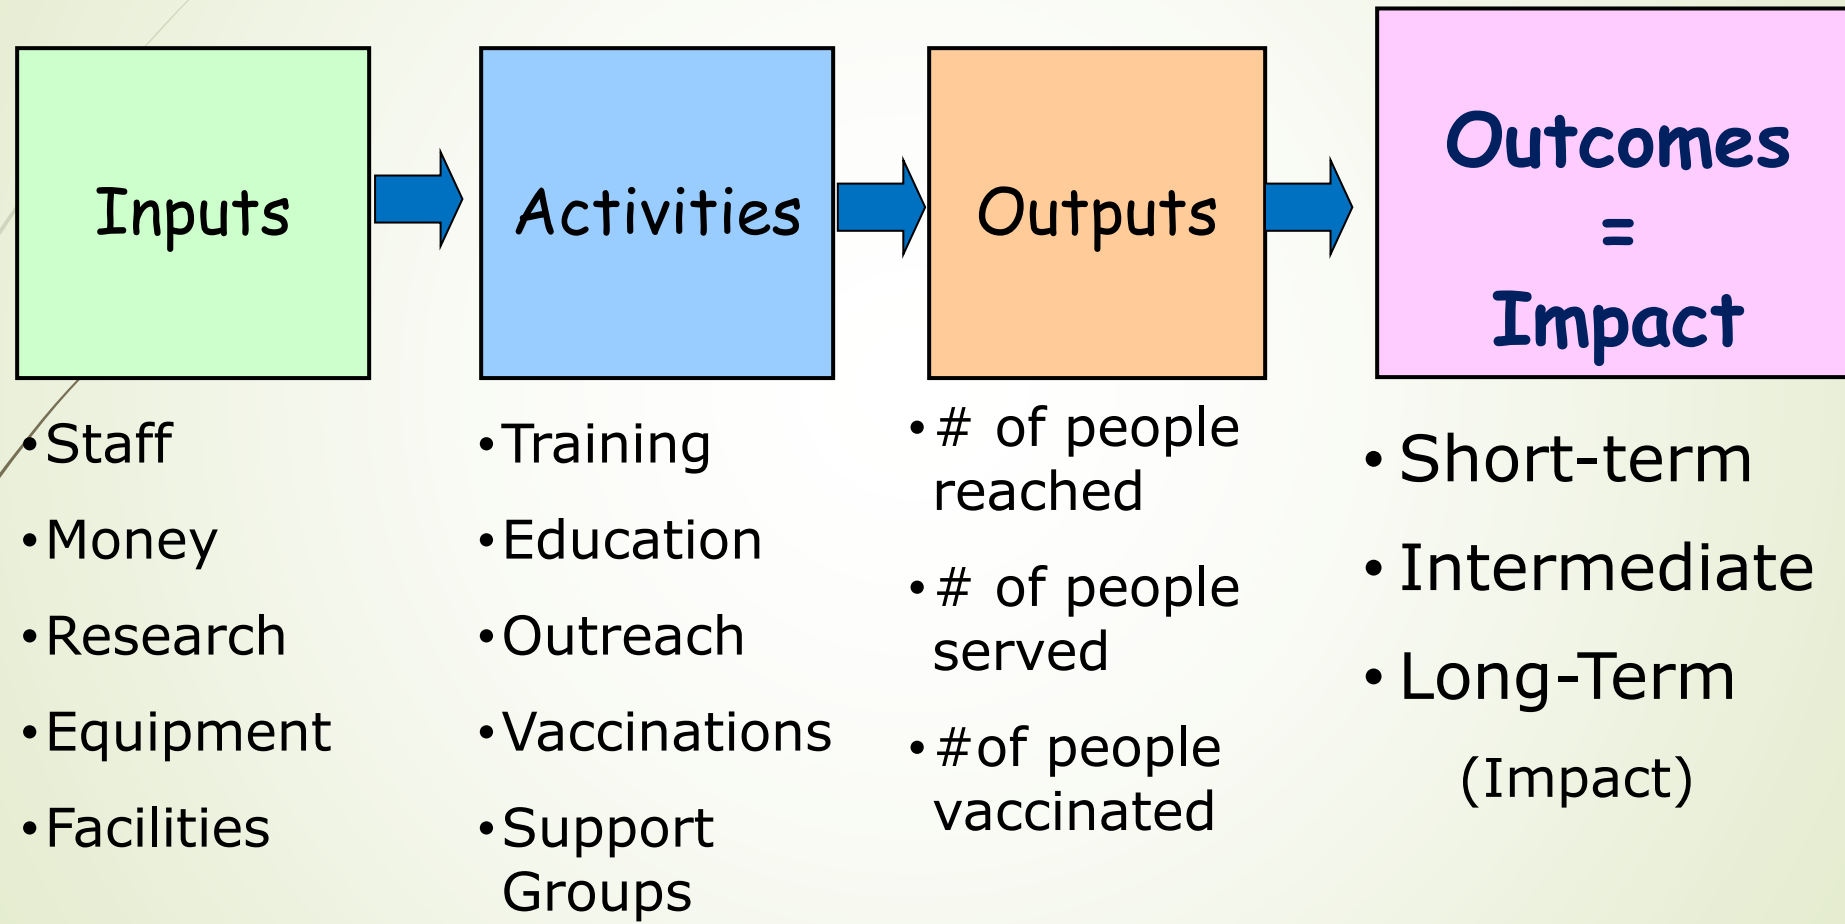 Inputs
Activities
Outputs
Outcomes
=
Impact
•Staff
•Money
•Research
•Equipment
•Facilities
•Training
•Education
•Outreach
•Vaccinations
•Support
Groups
•# of people
reached
•# of people
served
•#of people
vaccinated
•Short-term
•Intermediate
•Long-Term
(Impact)